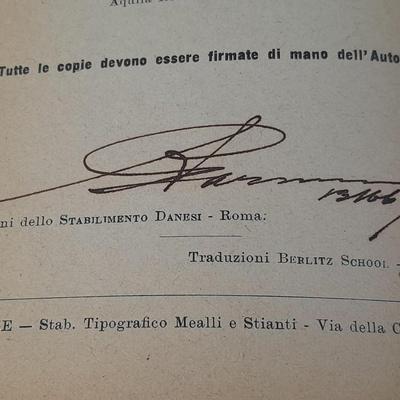 Aquila
Tutte le copie devono essere firmate di mano dell'Auto
ni dello Stabilimento Danesi - Roma:
Traduzioni Berlitz School -
E — Stab. Tipografico Mealli e Stianti - Via della C